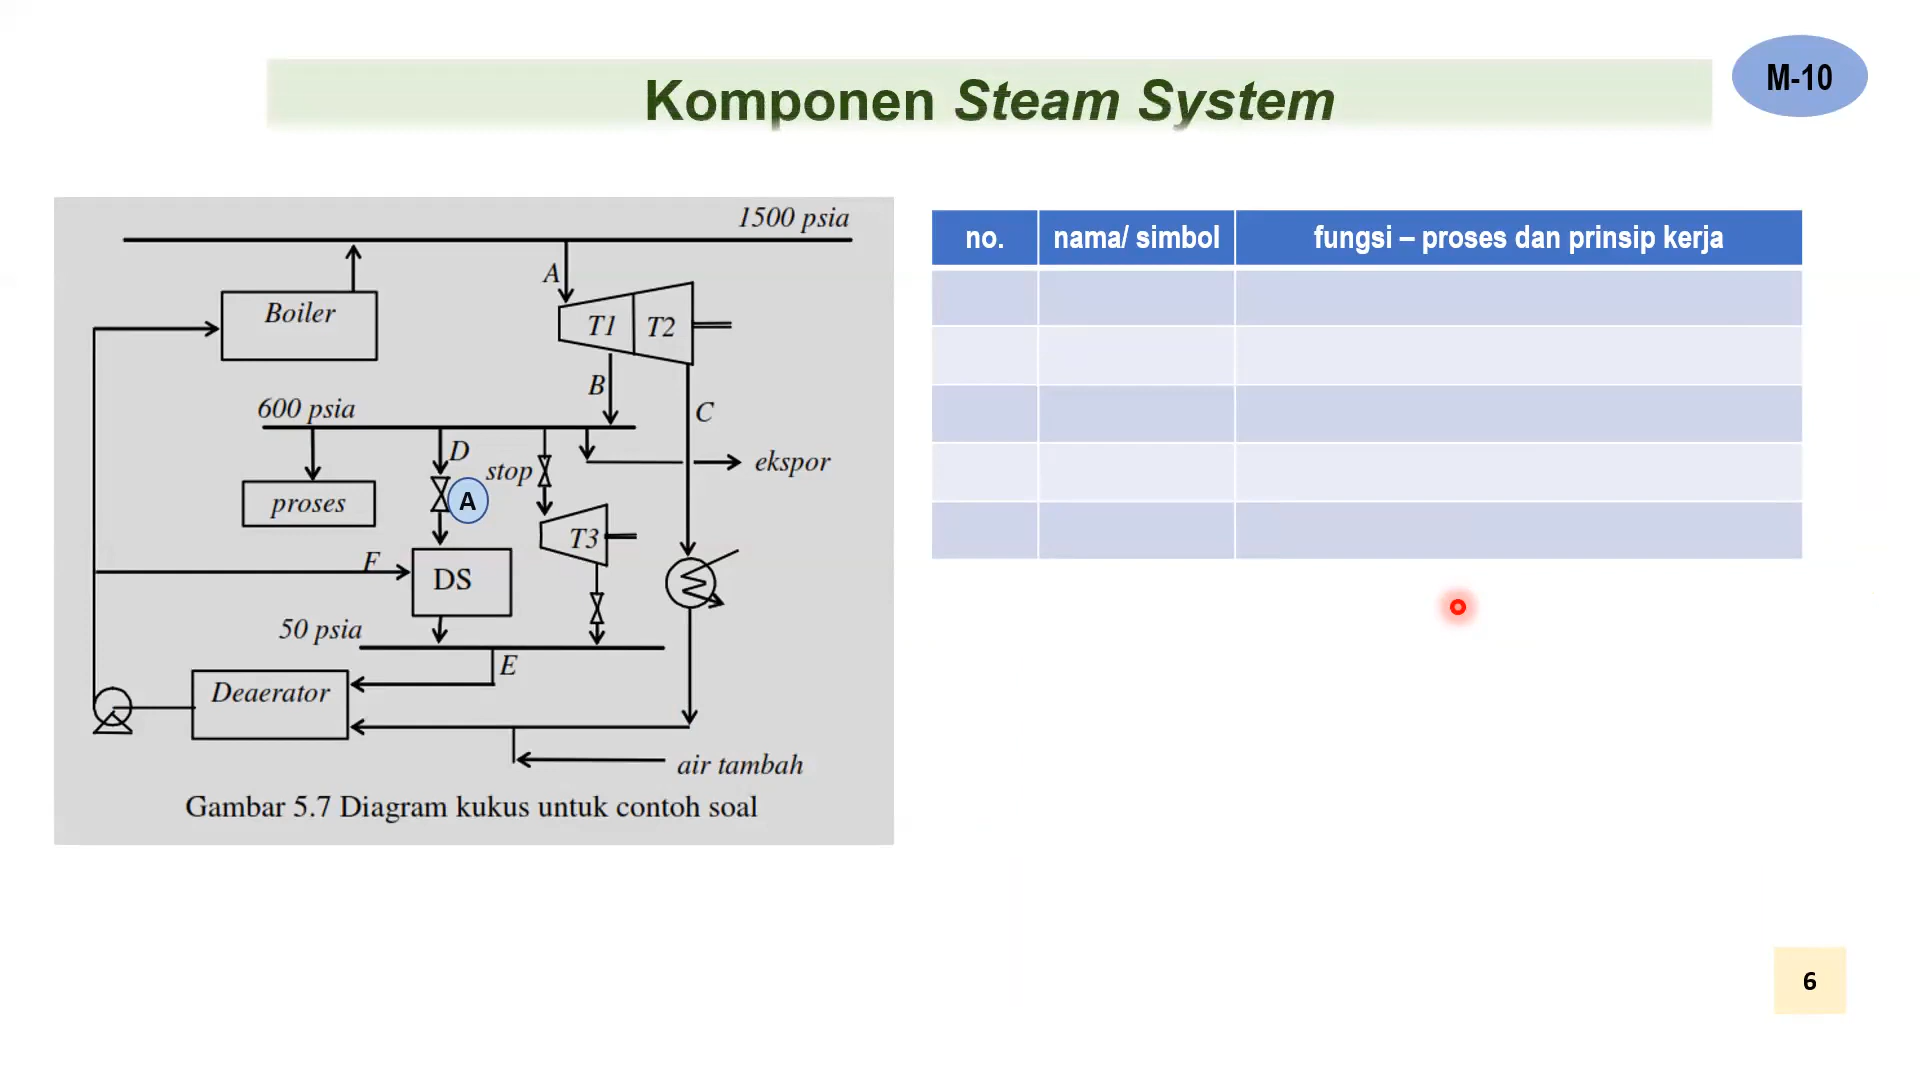 Komponen Steam System
M-10
1500 psia
A
Boiler
T1
T2
B
600 psia
C
D
stop
ekspor
proses
A
T3
F
DS
50 psia
E
Deaerator
air tambah
Gambar 5.7 Diagram kukus untuk contoh soal
no. nama/ simbol fungsi – proses dan prinsip kerja
6